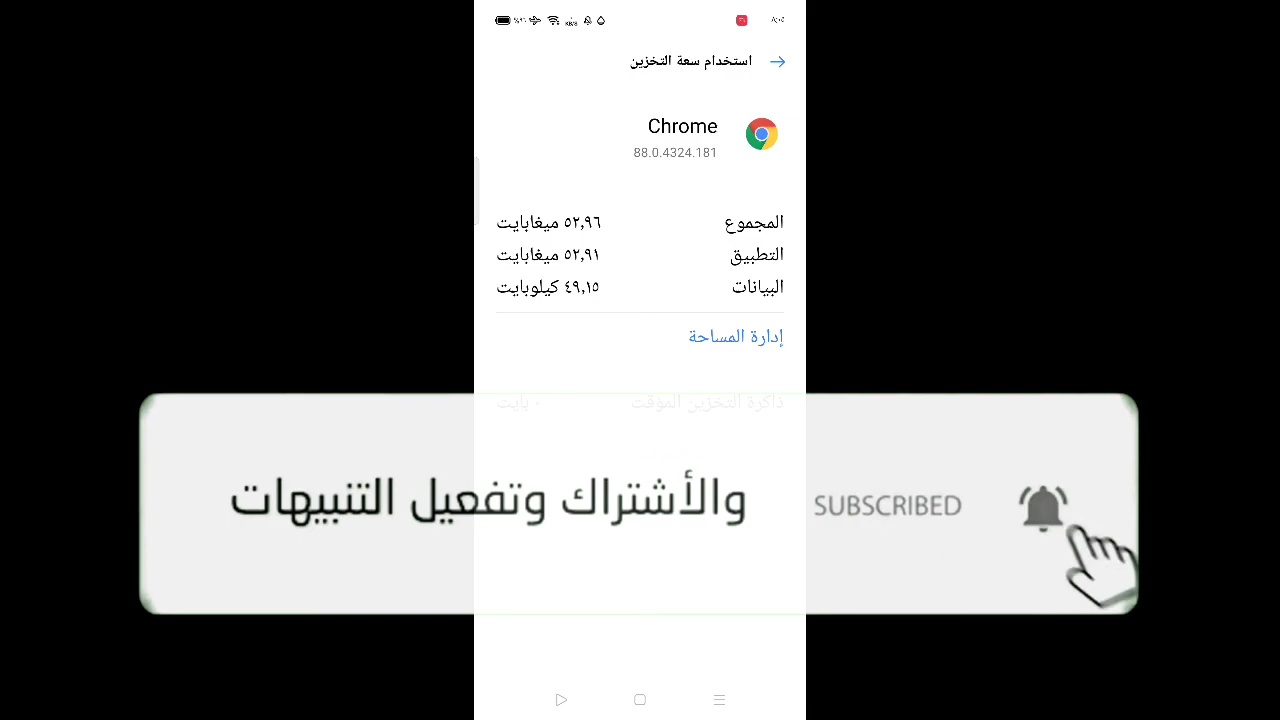 استخدام سعة التخزين
Chrome
88.0.4324.181
المجموع ٥٢,٩٦ ميغابايت
التطبيق ٥٢,٩١ ميغابايت
البيانات ٤٩,١٥ كيلوبايت
إدارة المساحة
ذاكرة التخزين المؤقت ٠ بايت
والأشتراك وتفعيل التنبيهات
SUBSCRIBED